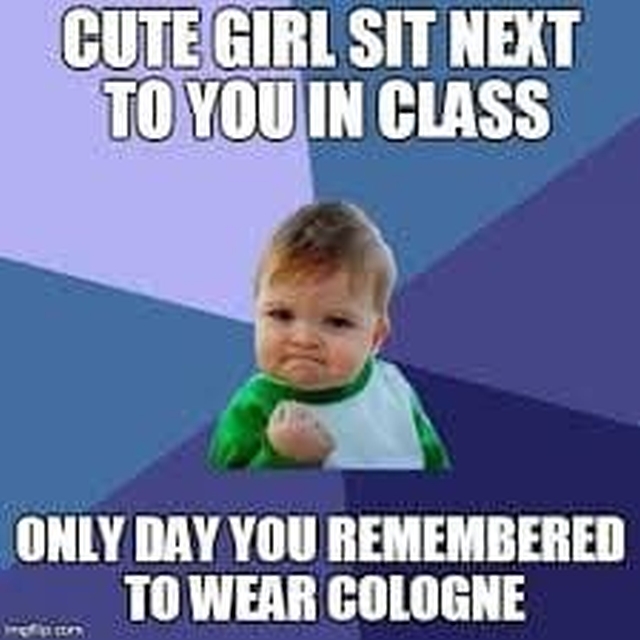 CUTE GIRL SIT NEXT
TO YOU IN CLASS
ONLY DAY YOU REMEMBERED
TO WEAR COLOGNE
imgflip.com